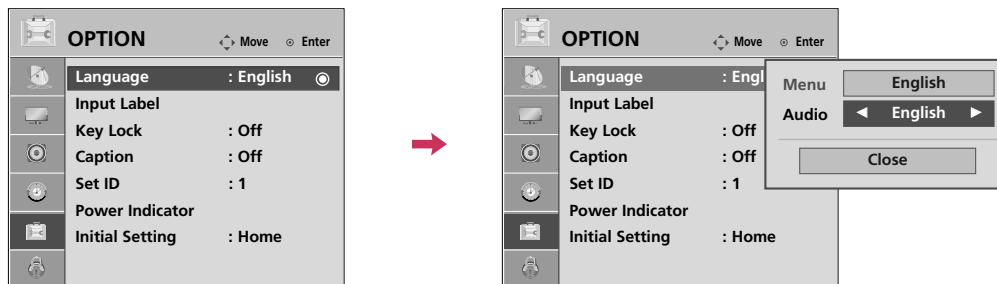 OPTION Move Enter
Language : English
Input Label
Key Lock : Off
Caption : Off
Set ID : 1
Power Indicator
Initial Setting : Home
OPTION Move Enter
Language : Engl
Input Label
Key Lock : Off
Caption : Off
Set ID : 1
Power Indicator
Initial Setting : Home
Menu English
Audio ◄ English ►
Close